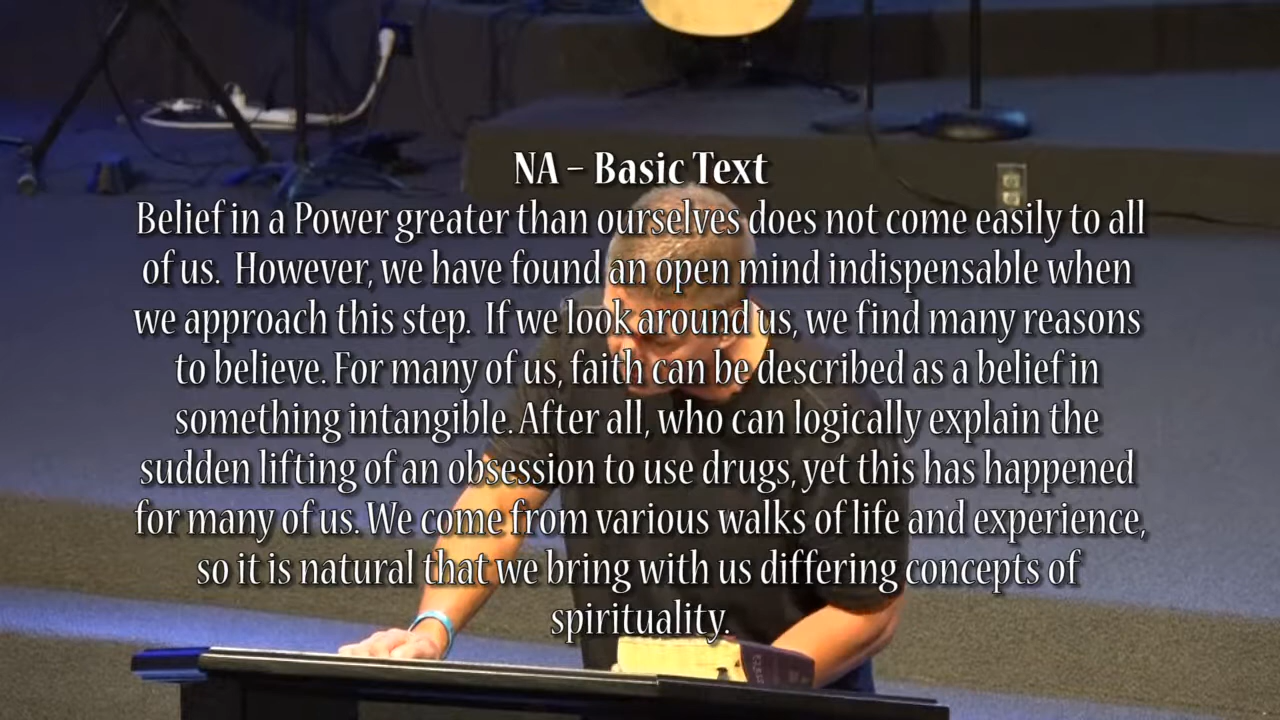 NA – Basic Text
Belief in a Power greater than ourselves does not come easily to all
of us.  However, we have found an open mind indispensable when
we approach this step.  If we look around us, we find many reasons
to believe. For many of us, faith can be described as a belief in
something intangible. After all, who can logically explain the
sudden lifting of an obsession to use drugs, yet this has happened
for many of us. We come from various walks of life and experience,
so it is natural that we bring with us differing concepts of
spirituality.